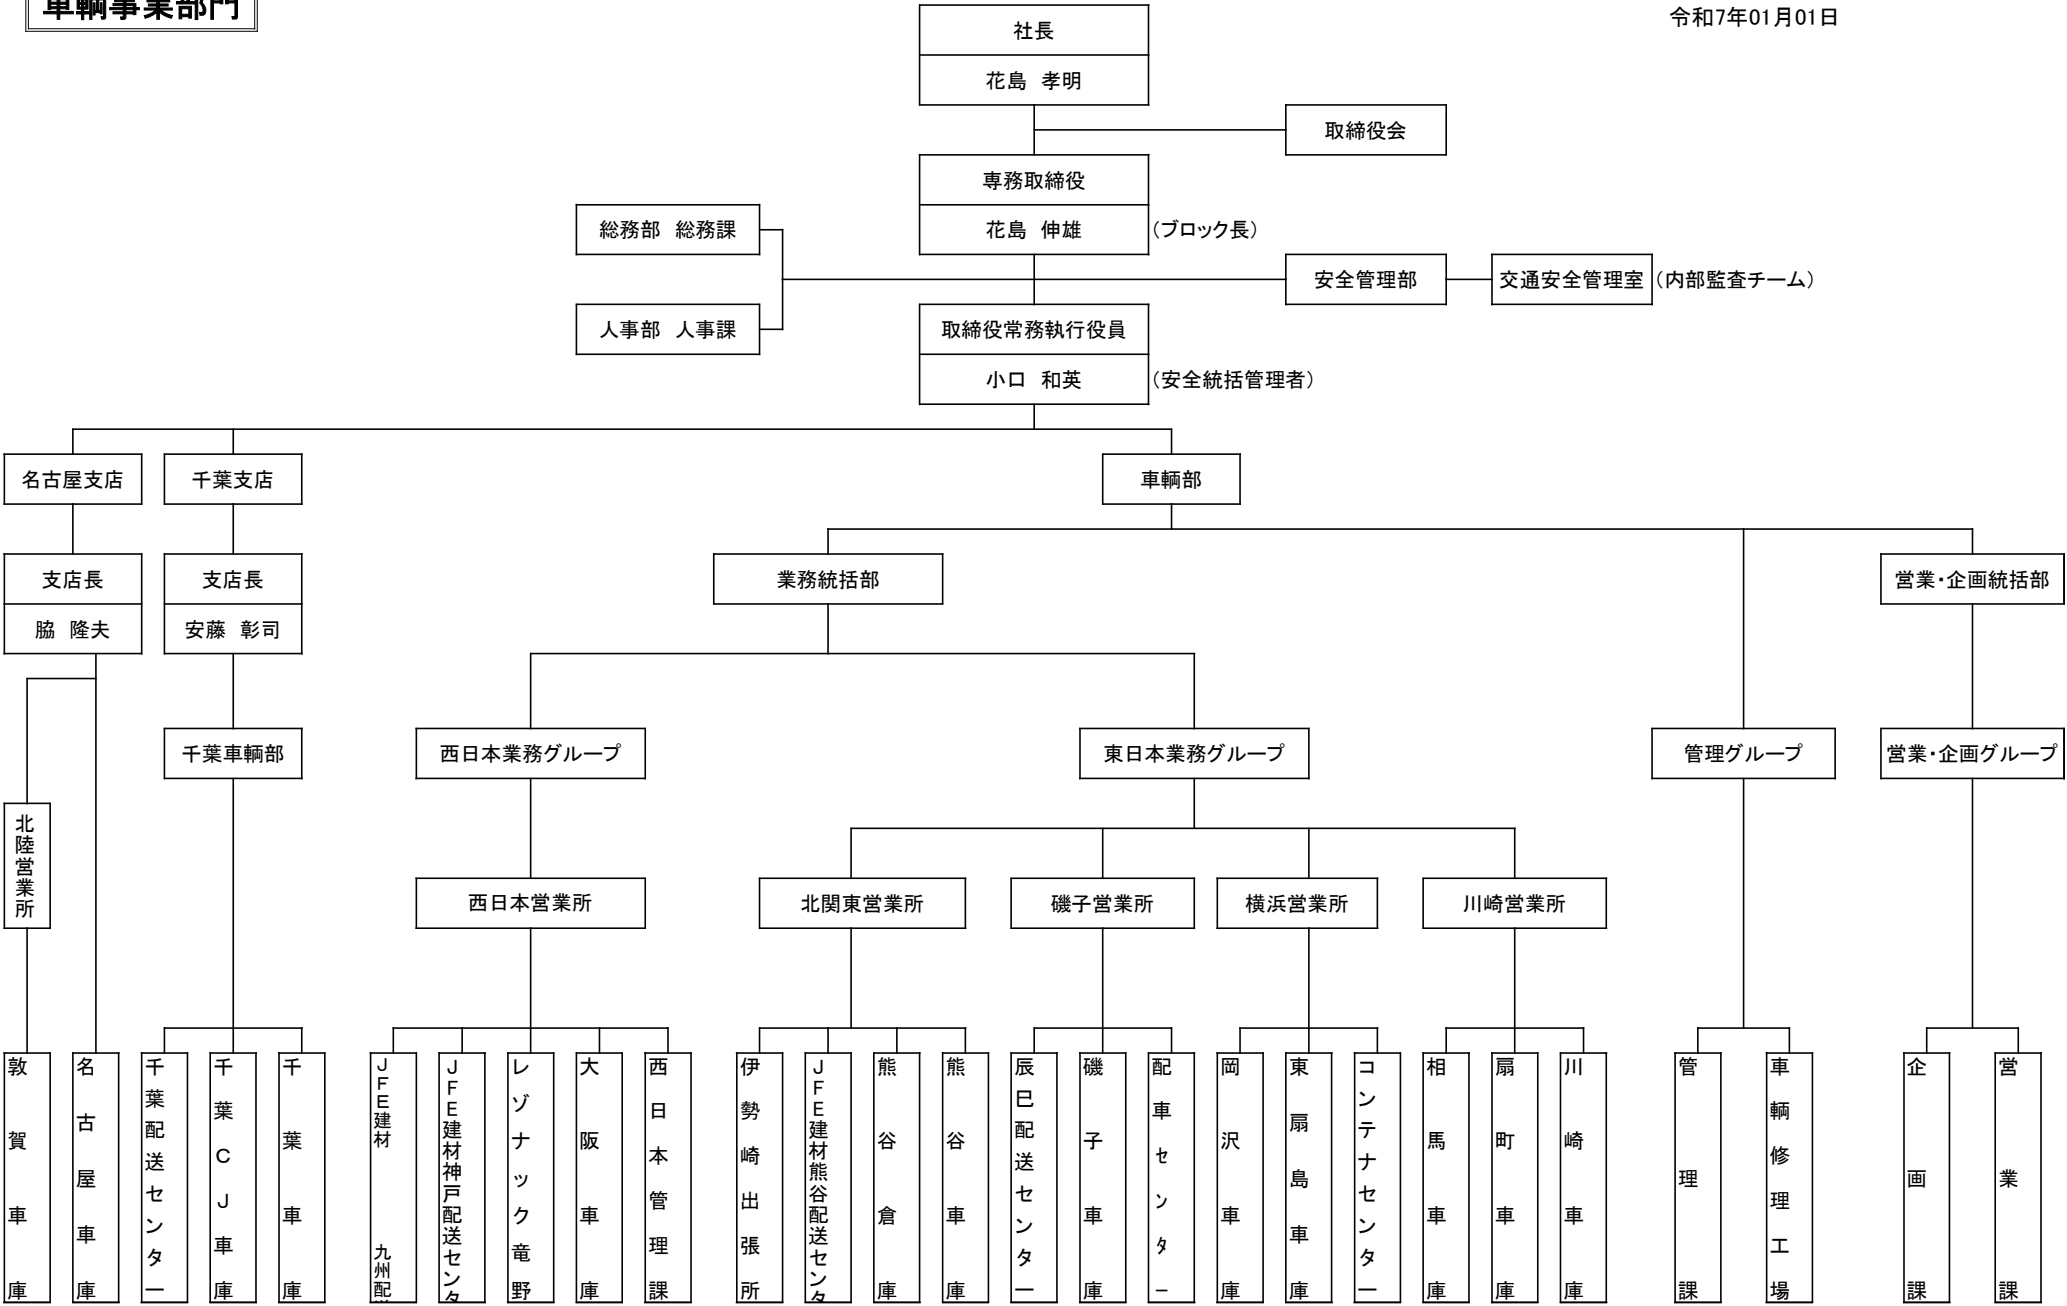 車輌事業部門
令和7年01月01日
社長
花島 孝明
取締役会
専務取締役
総務部 総務課
花島 伸雄
（ブロック長）
安全管理部
交通安全管理室
（内部監査チーム）
人事部 人事課
取締役常務執行役員
小口 和英
（安全統括管理者）
名古屋支店
千葉支店
車輌部
支店長
支店長
業務統括部
営業・企画統括部
脇 隆夫
安藤 彰司
千葉車輌部
西日本業務グループ
東日本業務グループ
管理グループ
営業・企画グループ
北陸営業所
西日本営業所
北関東営業所
磯子営業所
横浜営業所
川崎営業所
敦賀車庫
名古屋車庫
千葉配送センター
千葉CJ車庫
千葉車庫
JFE建材 九州配
JFE建材神戸配送センタ
レゾナック竜野
大阪車庫
西日本管理課
伊勢崎出張所
JFE建材熊谷配送センタ
熊谷倉庫
熊谷車庫
辰巳配送センター
磯子車庫
配車センター
岡沢車庫
東扇島車庫
コンテナセンター
相馬車庫
扇町車庫
川崎車庫
管理課
車輌修理工場
企画課
営業課